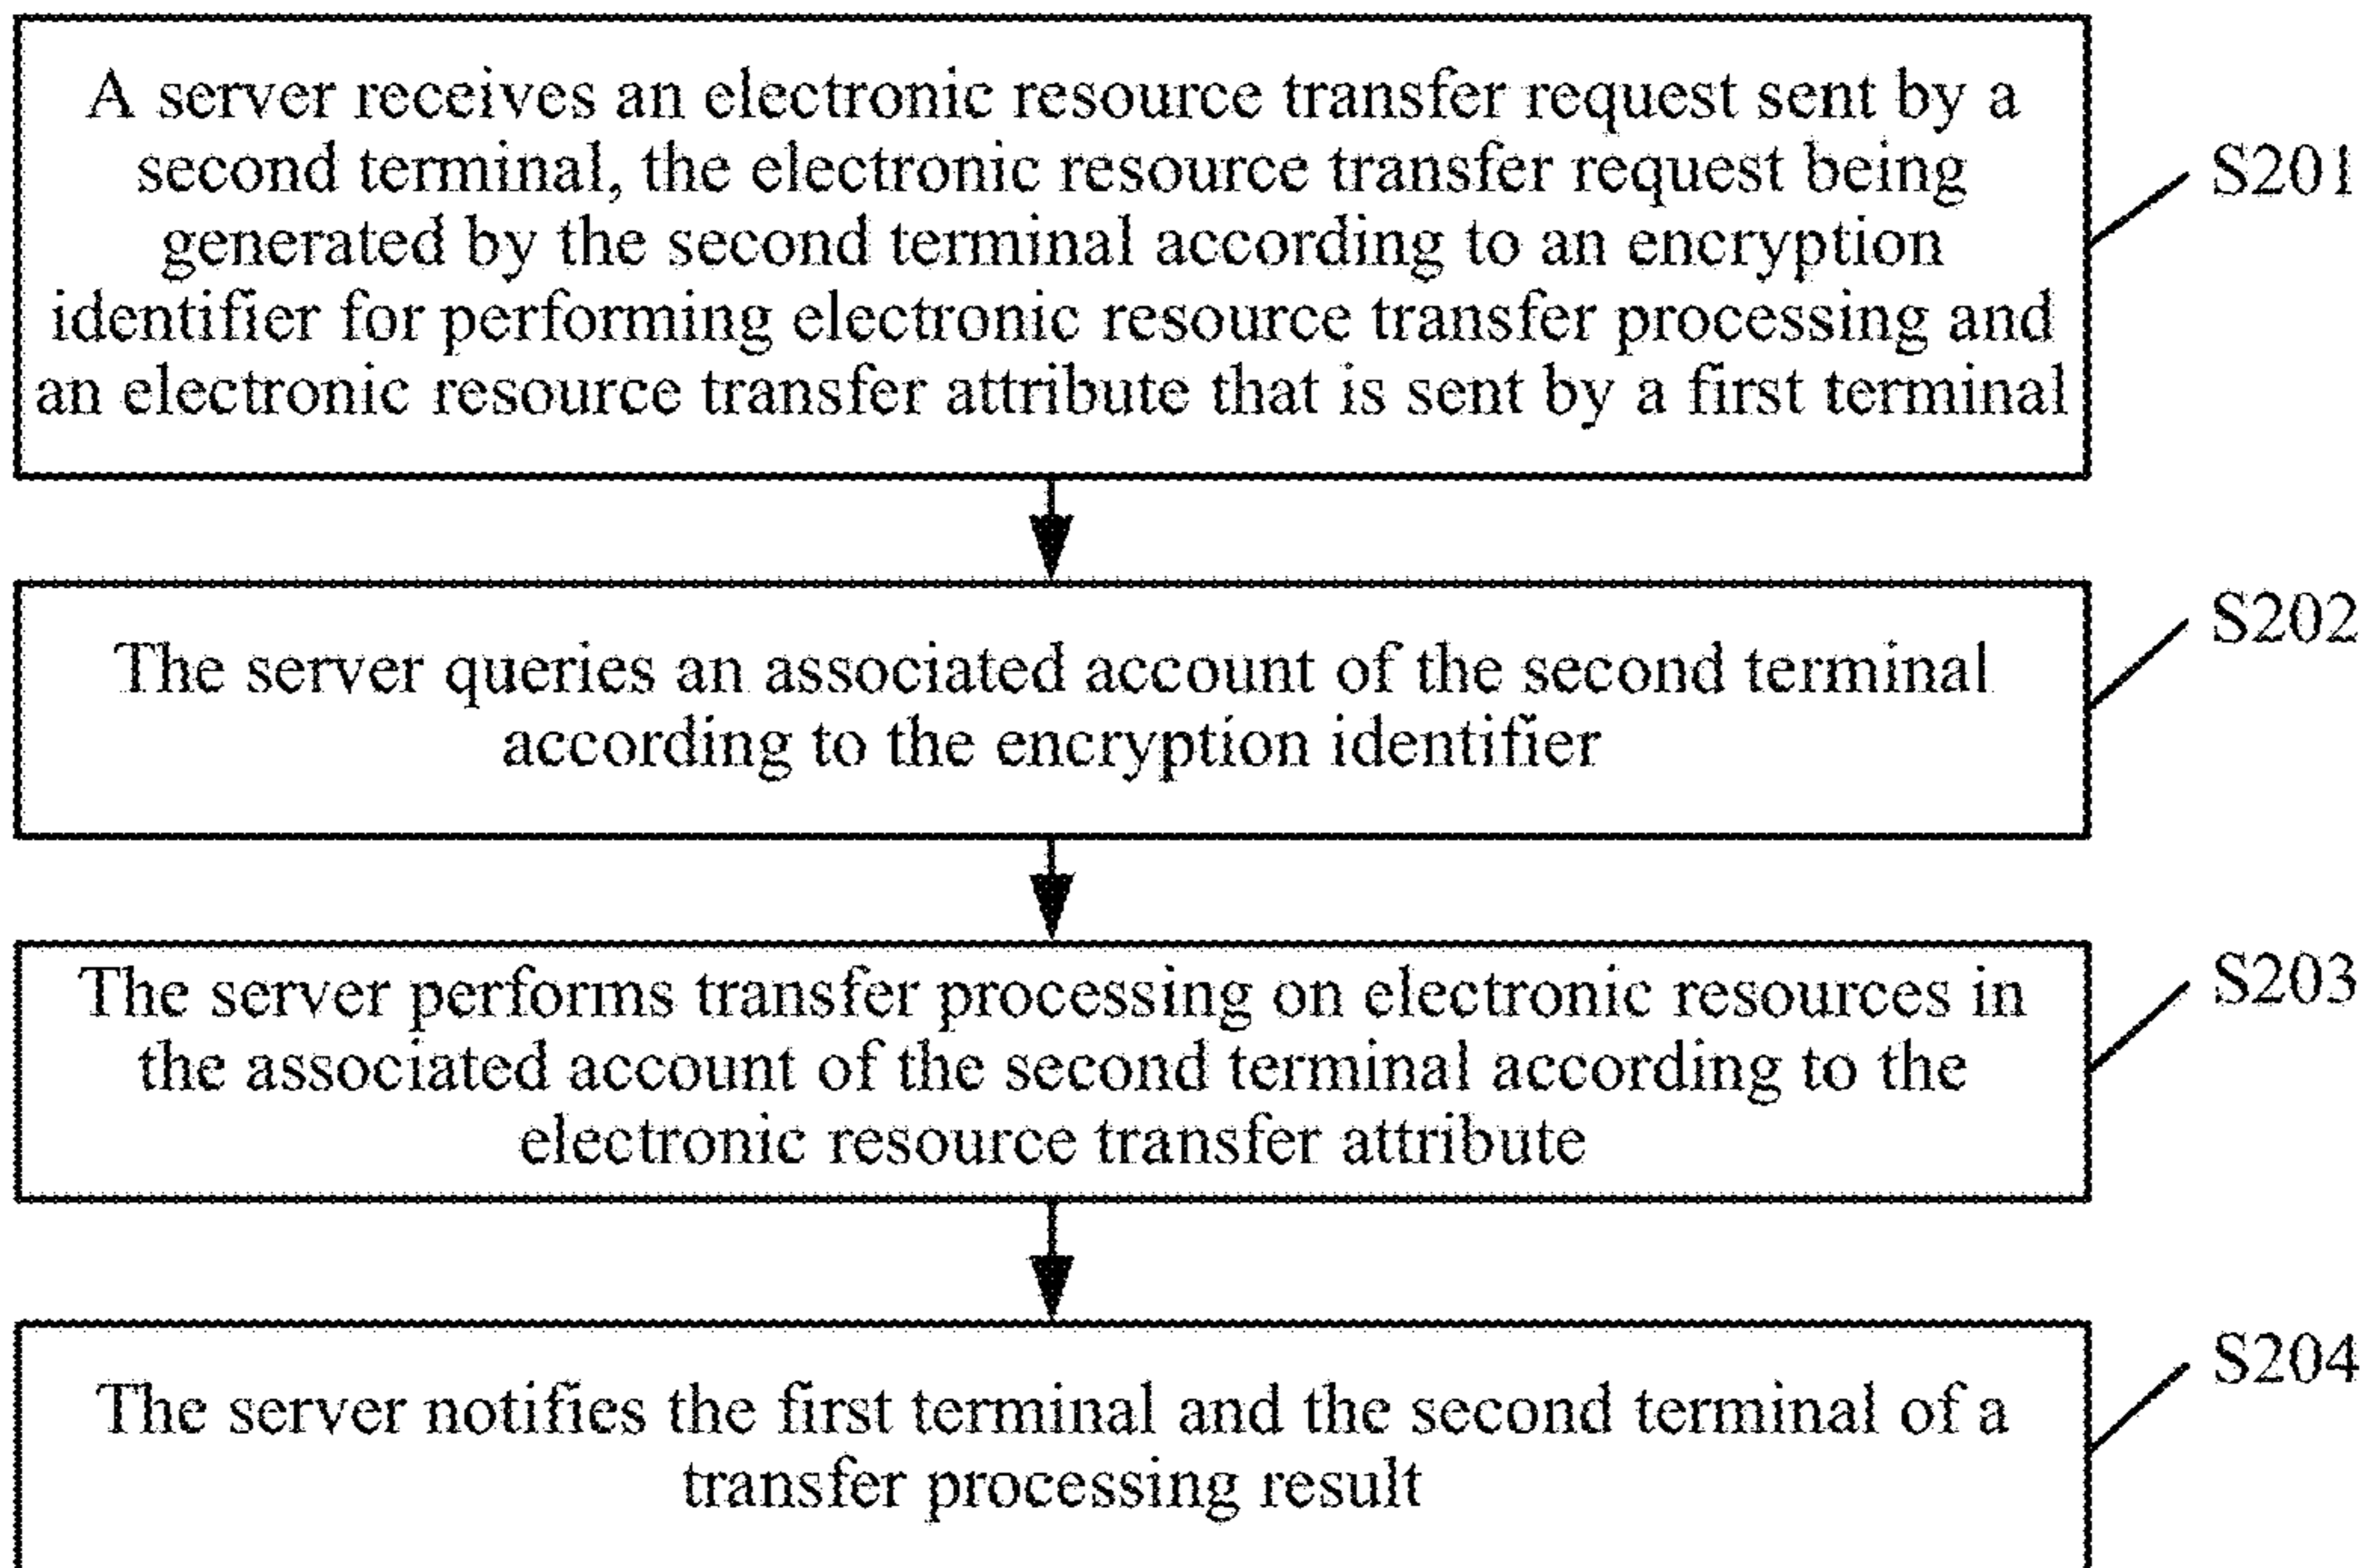 A server receives an electronic resource transfer request sent by a
second terminal, the electronic resource transfer request being
generated by the second terminal according to an encryption
identifier for performing electronic resource transfer processing and
an electronic resource transfer attribute that is sent by a first terminal
S201
The server queries an associated account of the second terminal
according to the encryption identifier
S202
The server performs transfer processing on electronic resources in
the associated account of the second terminal according to the
electronic resource transfer attribute
S203
The server notifies the first terminal and the second terminal of a
transfer processing result
S204